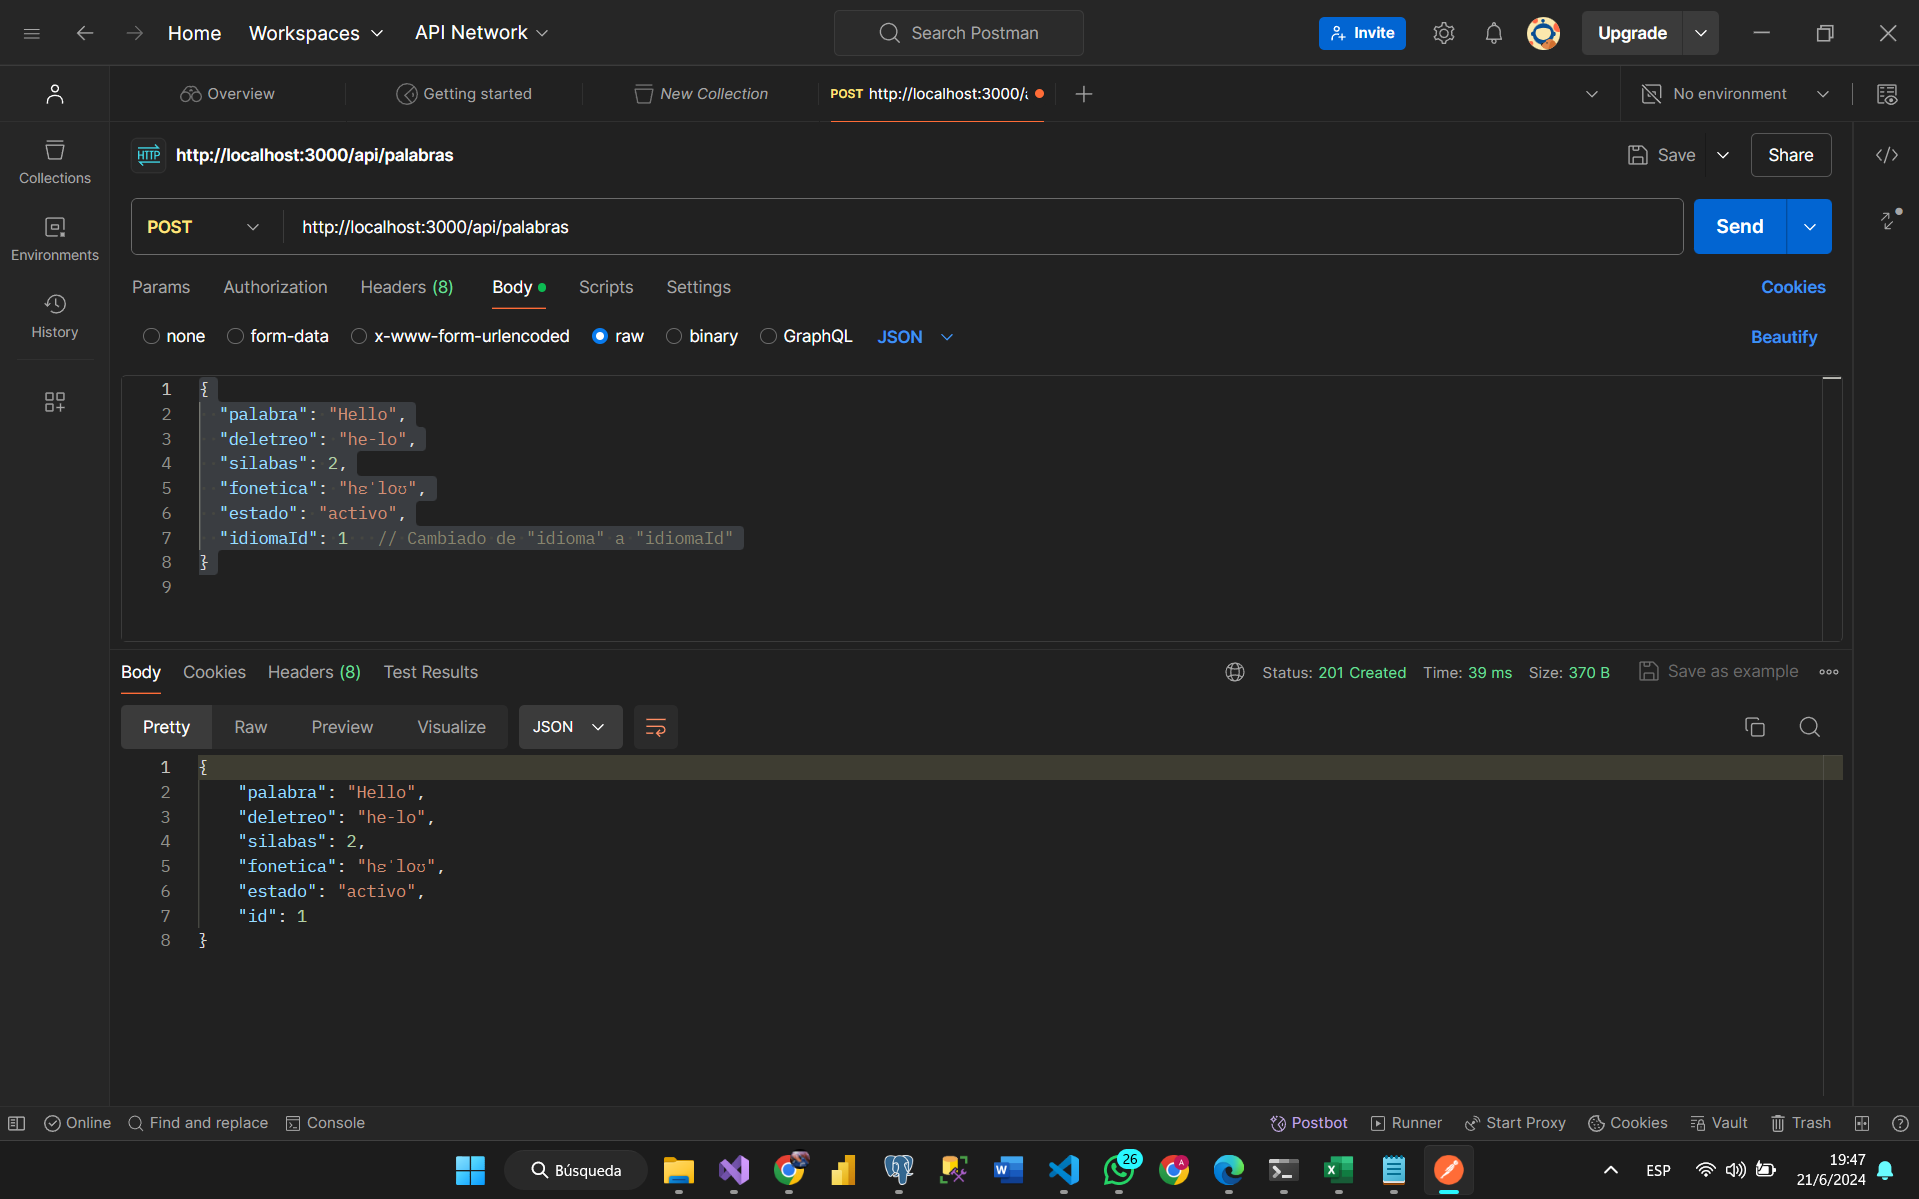 Home Workspaces API Network Search Postman Invite Upgrade
Overview Getting started New Collection POST http://localhost:3000/a No environment
HTTP http://localhost:3000/api/palabras Save Share
Collections
Environments
History
POST http://localhost:3000/api/palabras Send
Params Authorization Headers (8) Body Scripts Settings Cookies
none form-data x-www-form-urlencoded raw binary GraphQL JSON Beautify
1 {
2 "palabra": "Hello",
3 "deletreo": "he-lo",
4 "silabas": 2,
5 "fonetica": "hɛˈloʊ",
6 "estado": "activo",
7 "idiomaId": 1 // Cambiado de "idioma" a "idiomaId"
8 }
9
Body Cookies Headers (8) Test Results Status: 201 Created Time: 39 ms Size: 370 B Save as example
Pretty Raw Preview Visualize JSON
1 {
2 "palabra": "Hello",
3 "deletreo": "he-lo",
4 "silabas": 2,
5 "fonetica": "hɛˈloʊ",
6 "estado": "activo",
7 "id": 1
8 }
Online Find and replace Console Postbot Runner Start Proxy Cookies Vault Trash
Búsqueda 26 ESP 19:47
21/6/2024